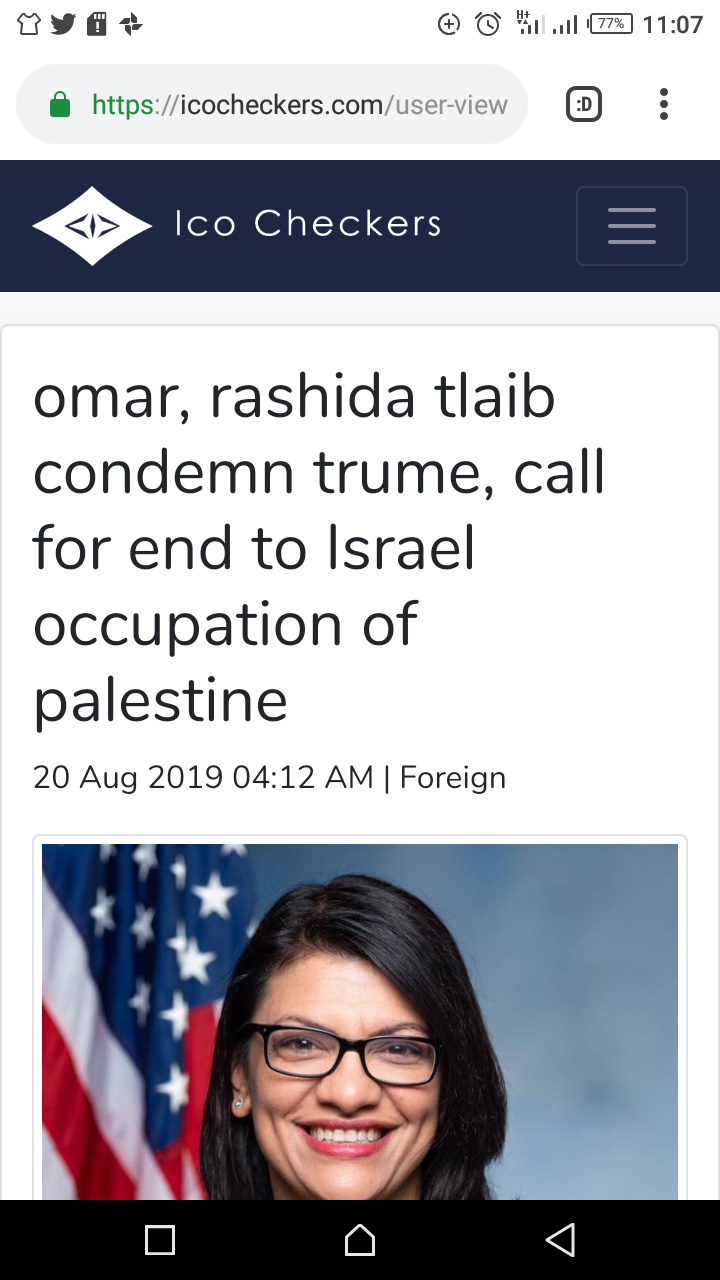 H+
77% 11:07
https://icocheckers.com/user-view
:D
Ico Checkers
omar, rashida tlaib
condemn trume, call
for end to Israel
occupation of
palestine
20 Aug 2019 04:12 AM | Foreign